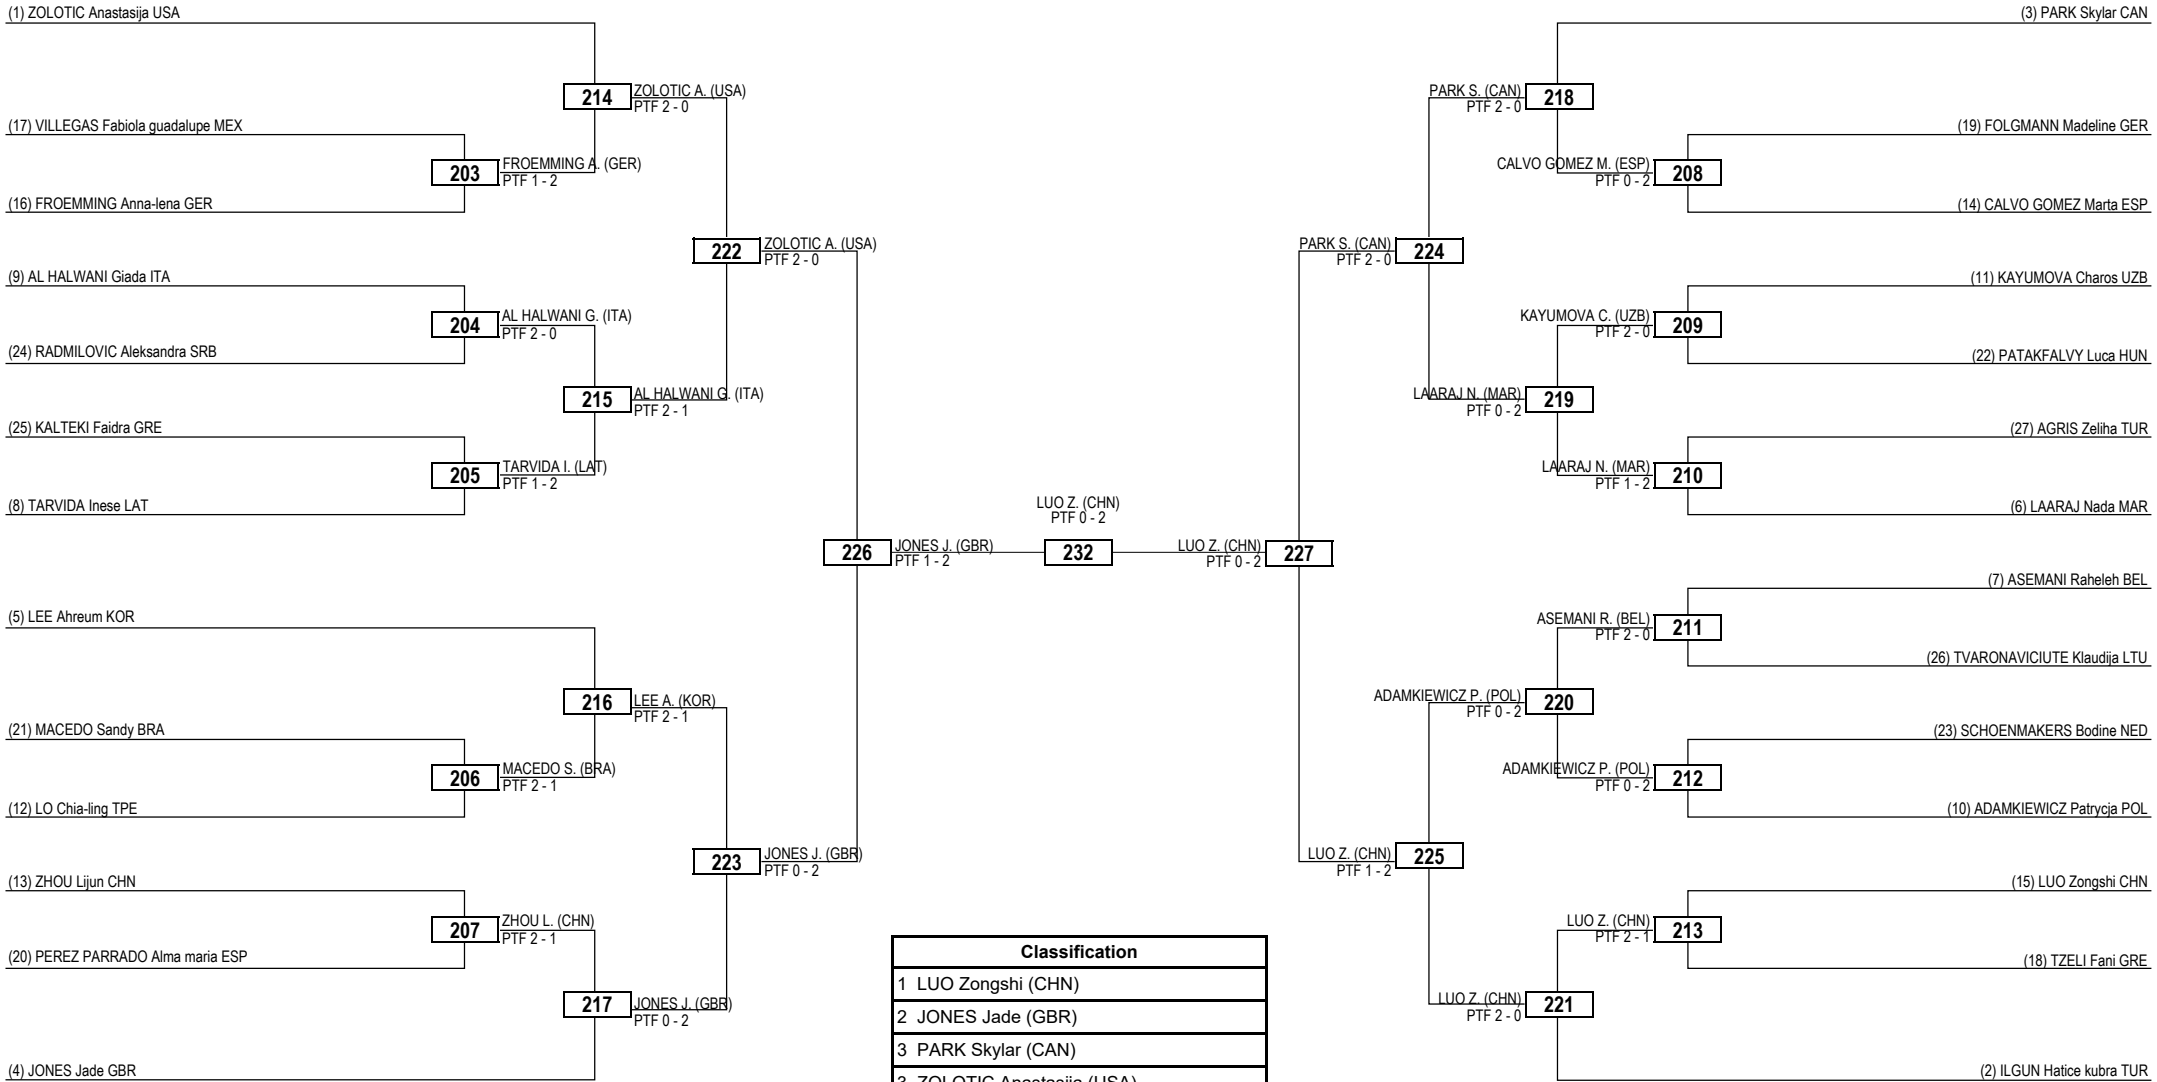 (1) ZOLOTIC Anastasija USA
214
ZOLOTIC A. (USA)
PTF 2 - 0
(17) VILLEGAS Fabiola guadalupe MEX
203
FROEMMING A. (GER)
PTF 1 - 2
(16) FROEMMING Anna-lena GER
222
ZOLOTIC A. (USA)
PTF 2 - 0
(9) AL HALWANI Giada ITA
204
AL HALWANI G. (ITA)
PTF 2 - 0
(24) RADMILOVIC Aleksandra SRB
215
AL HALWANI G. (ITA)
PTF 2 - 1
(25) KALTEKI Faidra GRE
205
TARVIDA I. (LAT)
PTF 1 - 2
(8) TARVIDA Inese LAT
226
JONES J. (GBR)
PTF 1 - 2
(5) LEE Ahreum KOR
216
LEE A. (KOR)
PTF 2 - 1
(21) MACEDO Sandy BRA
206
MACEDO S. (BRA)
PTF 2 - 1
(12) LO Chia-ling TPE
223
JONES J. (GBR)
PTF 0 - 2
(13) ZHOU Lijun CHN
207
ZHOU L. (CHN)
PTF 2 - 1
(20) PEREZ PARRADO Alma maria ESP
217
JONES J. (GBR)
PTF 0 - 2
(4) JONES Jade GBR
LUO Z. (CHN)
PTF 0 - 2
232
(3) PARK Skylar CAN
PARK S. (CAN)
PTF 2 - 0
218
(19) FOLGMANN Madeline GER
CALVO GOMEZ M. (ESP)
PTF 0 - 2
208
(14) CALVO GOMEZ Marta ESP
PARK S. (CAN)
PTF 2 - 0
224
(11) KAYUMOVA Charos UZB
KAYUMOVA C. (UZB)
PTF 2 - 0
209
(22) PATAKFALVY Luca HUN
LAARAJ N. (MAR)
PTF 0 - 2
219
(27) AGRIS Zeliha TUR
LAARAJ N. (MAR)
PTF 1 - 2
210
(6) LAARAJ Nada MAR
LUO Z. (CHN)
PTF 0 - 2
227
(7) ASEMANI Raheleh BEL
ASEMANI R. (BEL)
PTF 2 - 0
211
(26) TVARONAVICIUTE Klaudija LTU
ADAMKIEWICZ P. (POL)
PTF 0 - 2
220
(23) SCHOENMAKERS Bodine NED
ADAMKIEWICZ P. (POL)
PTF 0 - 2
212
(10) ADAMKIEWICZ Patrycja POL
LUO Z. (CHN)
PTF 1 - 2
225
(15) LUO Zongshi CHN
LUO Z. (CHN)
PTF 2 - 1
213
(18) TZELI Fani GRE
LUO Z. (CHN)
PTF 2 - 0
221
(2) ILGUN Hatice kubra TUR
Classification
1 LUO Zongshi (CHN)
2 JONES Jade (GBR)
3 PARK Skylar (CAN)
3 ZOLOTIC Anastasija (USA)